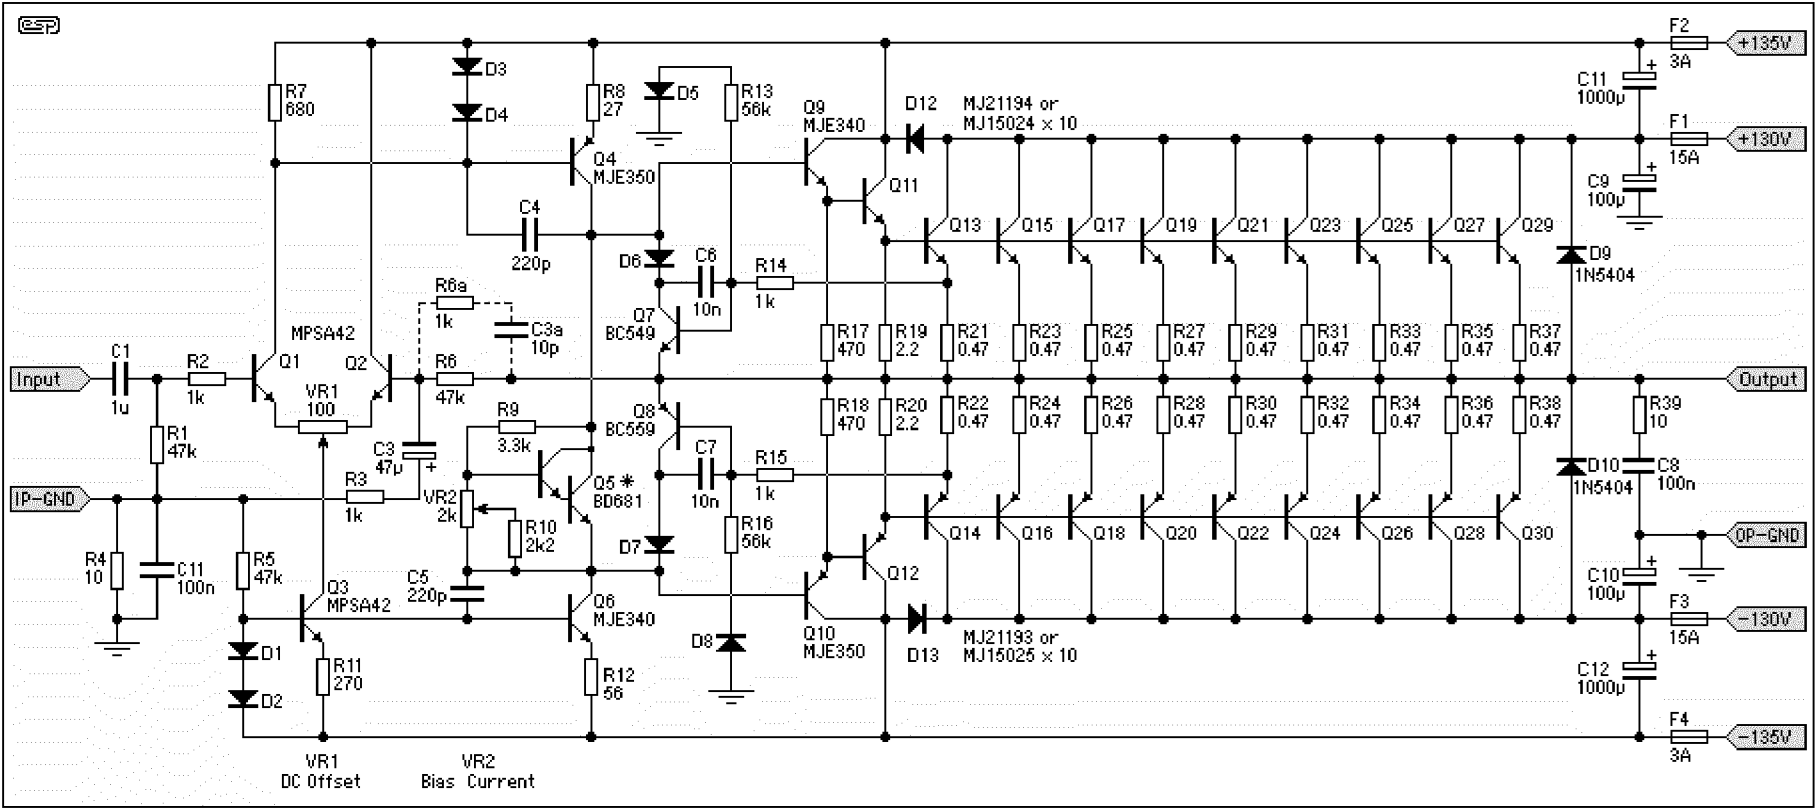 esp
F2
+135V
3A
D3
R7
680
R8
27
D5
R13
56k
D4
Q9
MJE340
D12
MJ21194 or
MJ15024 x 10
C11
1000µ
F1
+130V
15A
Q4
MJE350
Q11
C9
100µ
C4
220p
Q13
Q15
Q17
Q19
Q21
Q23
Q25
Q27
Q29
D6
C6
10n
R14
1k
D9
1N5404
R6a
1k
C3a
10p
Q7
BC549
MPSA42
R17
470
R19
2.2
R21
0.47
R23
0.47
R25
0.47
R27
0.47
R29
0.47
R31
0.47
R33
0.47
R35
0.47
R37
0.47
C1
1u
R2
1k
Q1
Q2
R6
47k
Input
Output
VR1
100
R9
3.3k
Q8
BC559
R18
470
R20
2.2
R22
0.47
R24
0.47
R26
0.47
R28
0.47
R30
0.47
R32
0.47
R34
0.47
R36
0.47
R38
0.47
R39
10
R1
47k
C3
47µ
+
C7
10n
R15
1k
D10
1N5404
C8
100n
IP-GND
R3
1k
VR2
2k
Q5 *
BD681
R10
2k2
R16
56k
D7
Q14
Q16
Q18
Q20
Q22
Q24
Q26
Q28
Q30
OP-GND
R4
10
C11
100n
R5
47k
Q3
MPSA42
C5
220p
Q6
MJE340
Q12
C10
100µ
F3
-130V
15A
D1
D2
R11
270
R12
56
D8
Q10
MJE350
D13
MJ21193 or
MJ15025 x 10
C12
1000µ
F4
-135V
3A
VR1
DC Offset
VR2
Bias Current